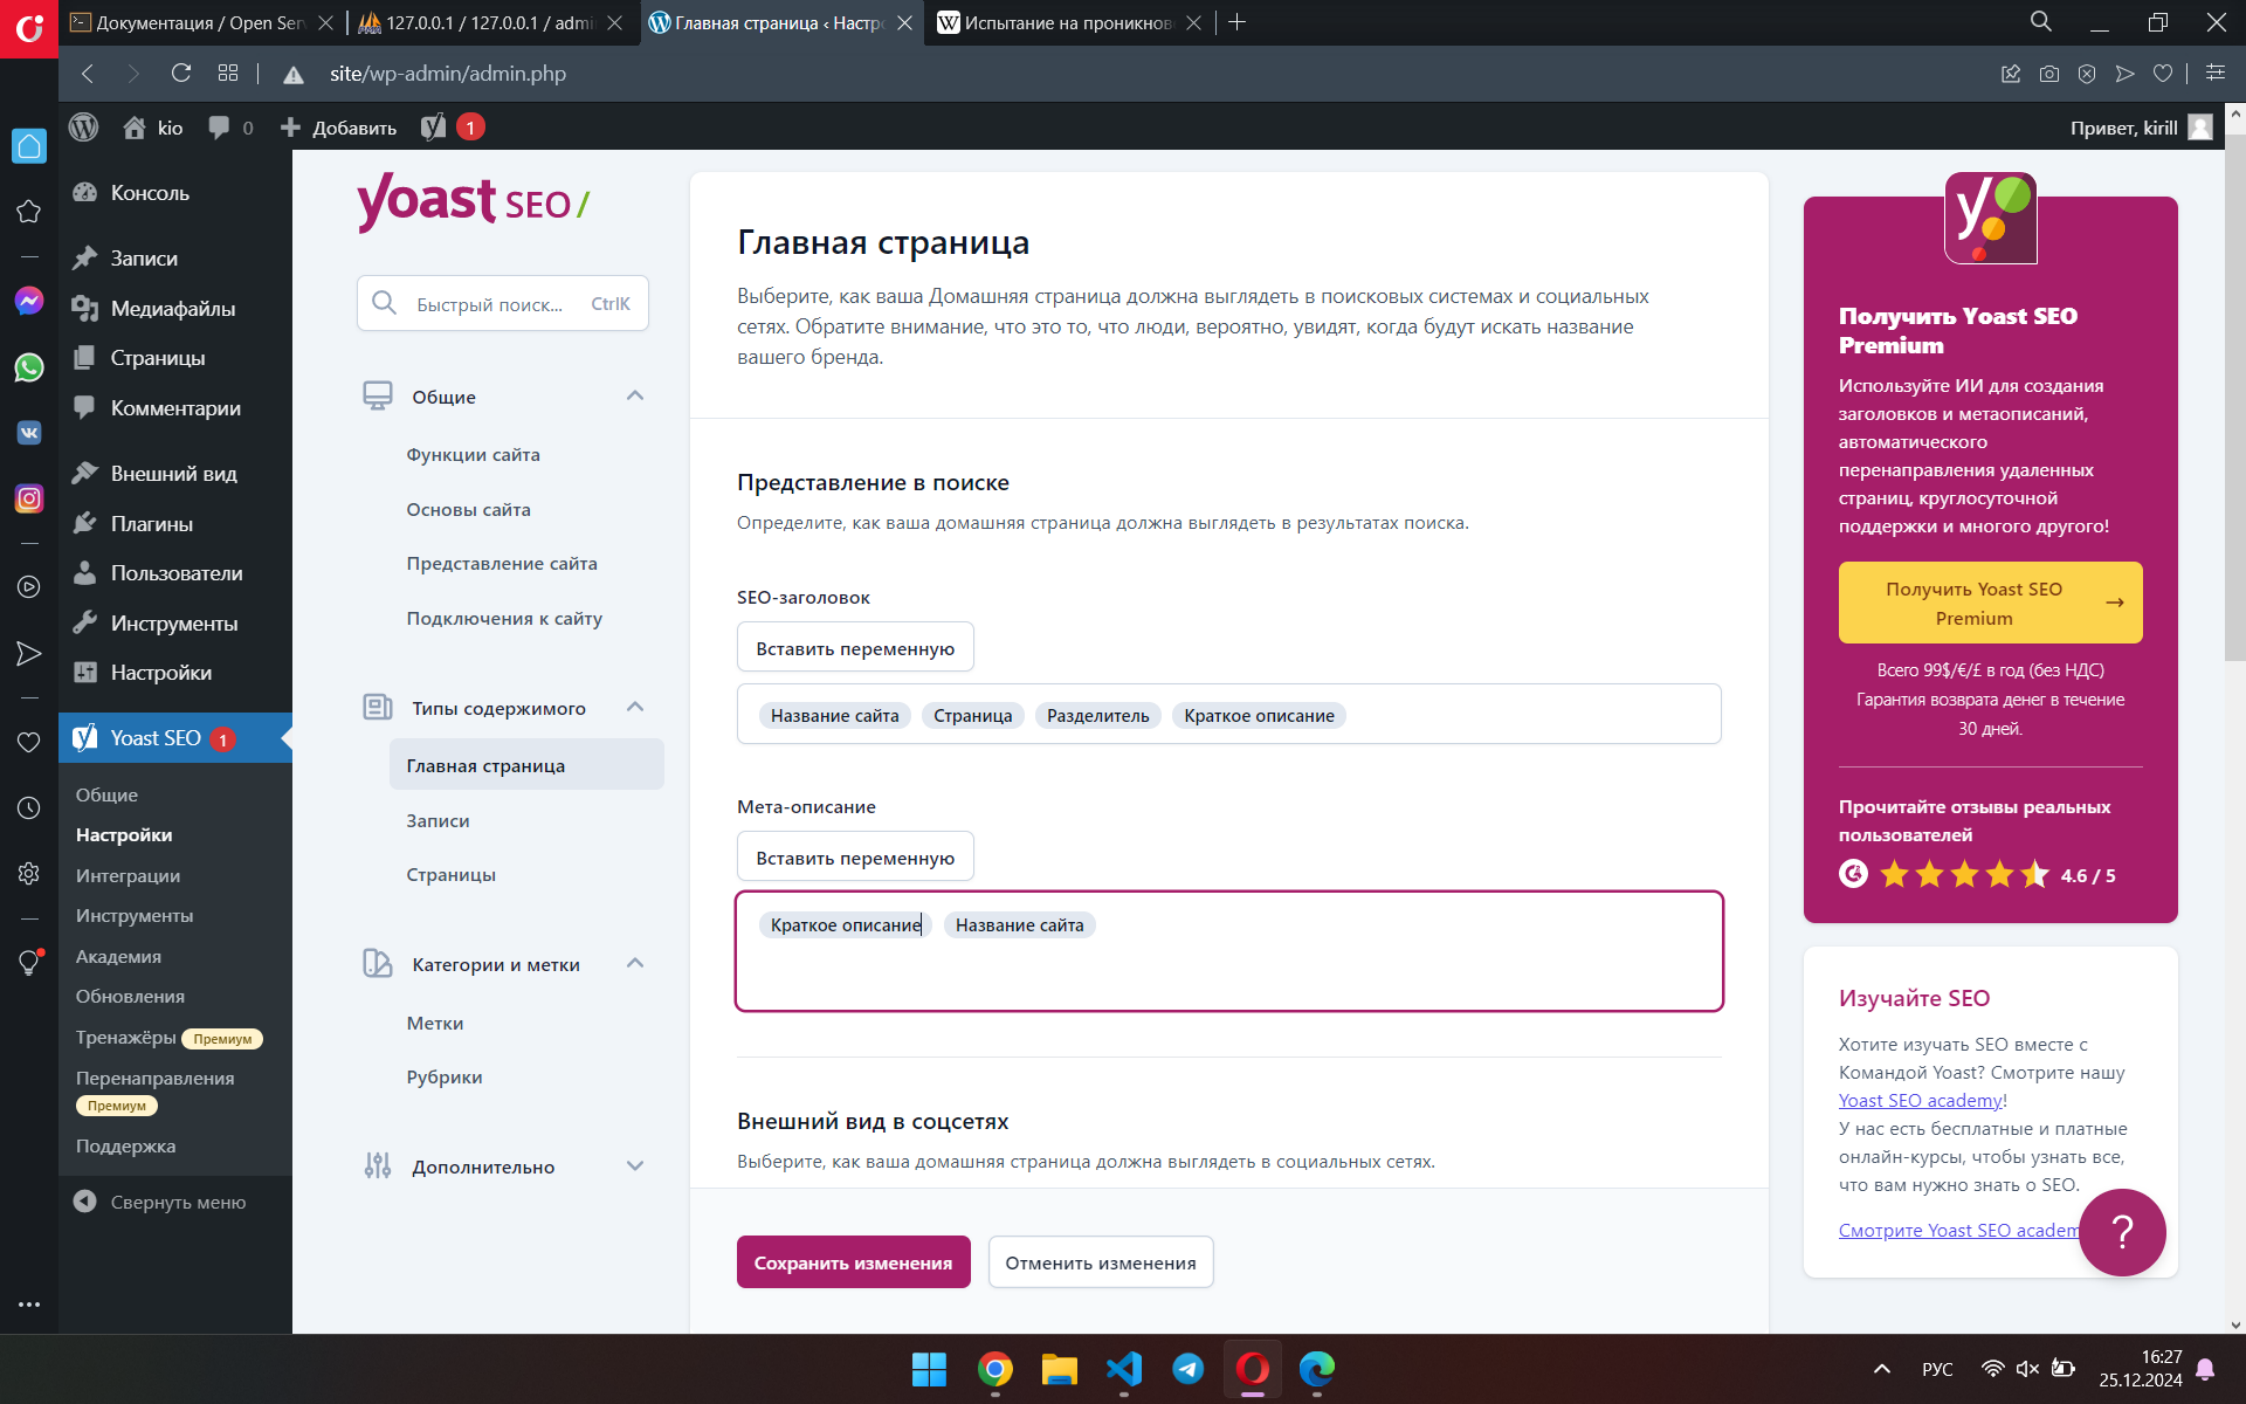 Документация / Open Ser
127.0.0.1 / 127.0.0.1 / admi
Главная страница ‹ Настро
Испытание на проникнов
site/wp-admin/admin.php
kio
0
Добавить
1
Привет, kirill
Консоль
Записи
Медиафайлы
Страницы
Комментарии
Внешний вид
Плагины
Пользователи
Инструменты
Настройки
Yoast SEO 1
Общие
Настройки
Интеграции
Инструменты
Академия
Обновления
Тренажёры Премиум
Перенаправления
Премиум
Поддержка
Свернуть меню
yoast SEO /
Быстрый поиск... CtrlK
Общие
Функции сайта
Основы сайта
Представление сайта
Подключения к сайту
Типы содержимого
Главная страница
Записи
Страницы
Категории и метки
Метки
Рубрики
Дополнительно
Главная страница
Выберите, как ваша Домашняя страница должна выглядеть в поисковых системах и социальных
сетях. Обратите внимание, что это то, что люди, вероятно, увидят, когда будут искать название
вашего бренда.
Представление в поиске
Определите, как ваша домашняя страница должна выглядеть в результатах поиска.
SEO-заголовок
Вставить переменную
Название сайта Страница Разделитель Краткое описание
Мета-описание
Вставить переменную
Краткое описание Название сайта
Внешний вид в соцсетях
Выберите, как ваша домашняя страница должна выглядеть в социальных сетях.
Сохранить изменения
Отменить изменения
Получить Yoast SEO
Premium
Используйте ИИ для создания
заголовков и метаописаний,
автоматического
перенаправления удаленных
страниц, круглосуточной
поддержки и многого другого!
Получить Yoast SEO
Premium →
Всего 99$/€/£ в год (без НДС)
Гарантия возврата денег в течение
30 дней.
Прочитайте отзывы реальных
пользователей
4.6 / 5
Изучайте SEO
Хотите изучать SEO вместе с
Командой Yoast? Смотрите нашу
Yoast SEO academy!
У нас есть бесплатные и платные
онлайн-курсы, чтобы узнать все,
что вам нужно знать о SEO.
Смотрите Yoast SEO academ
?
РУС
16:27
25.12.2024